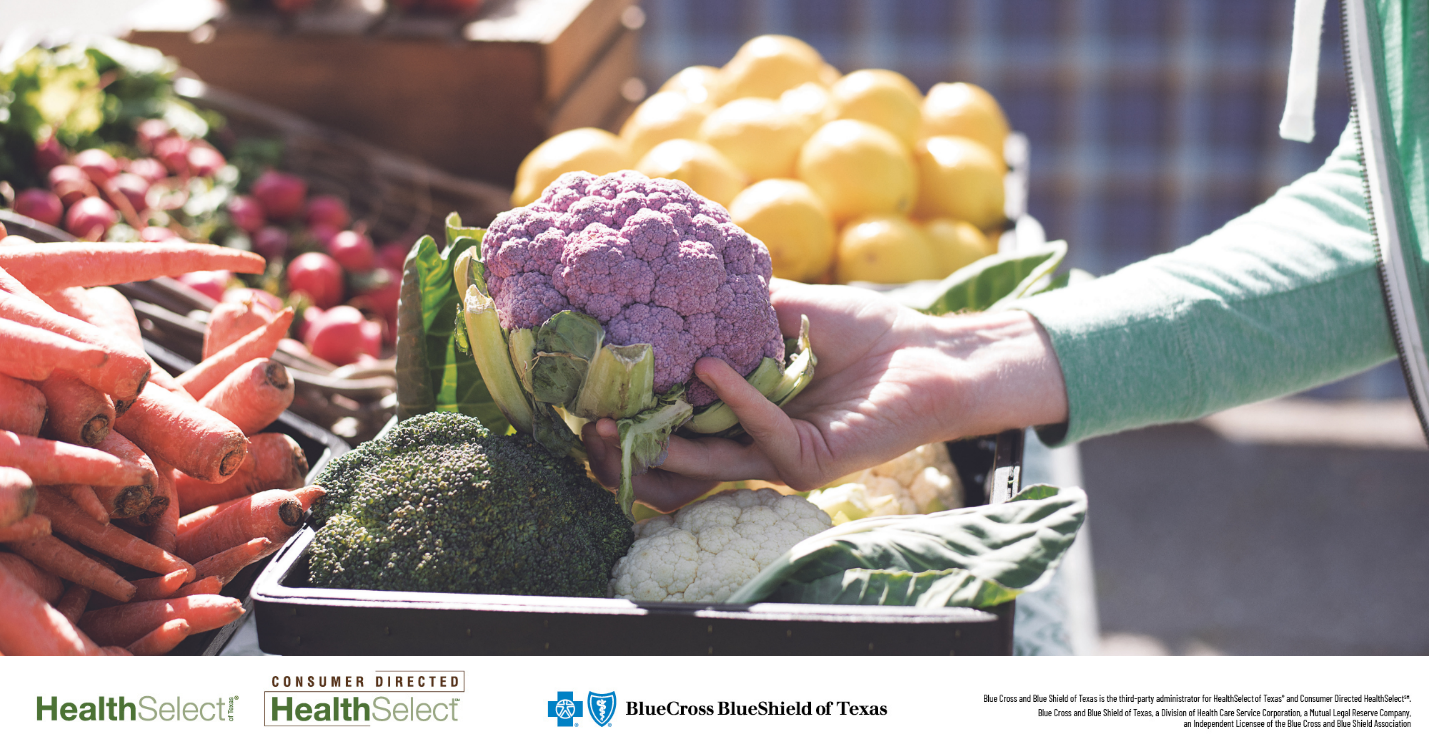 HealthSelect of Texas®
CONSUMER DIRECTED
HealthSelect℠
BlueCross BlueShield of Texas
Blue Cross and Blue Shield of Texas is the third-party administrator for HealthSelect of Texas® and Consumer Directed HealthSelect℠.
Blue Cross and Blue Shield of Texas, a Division of Health Care Service Corporation, a Mutual Legal Reserve Company,
an Independent Licensee of the Blue Cross and Blue Shield Association